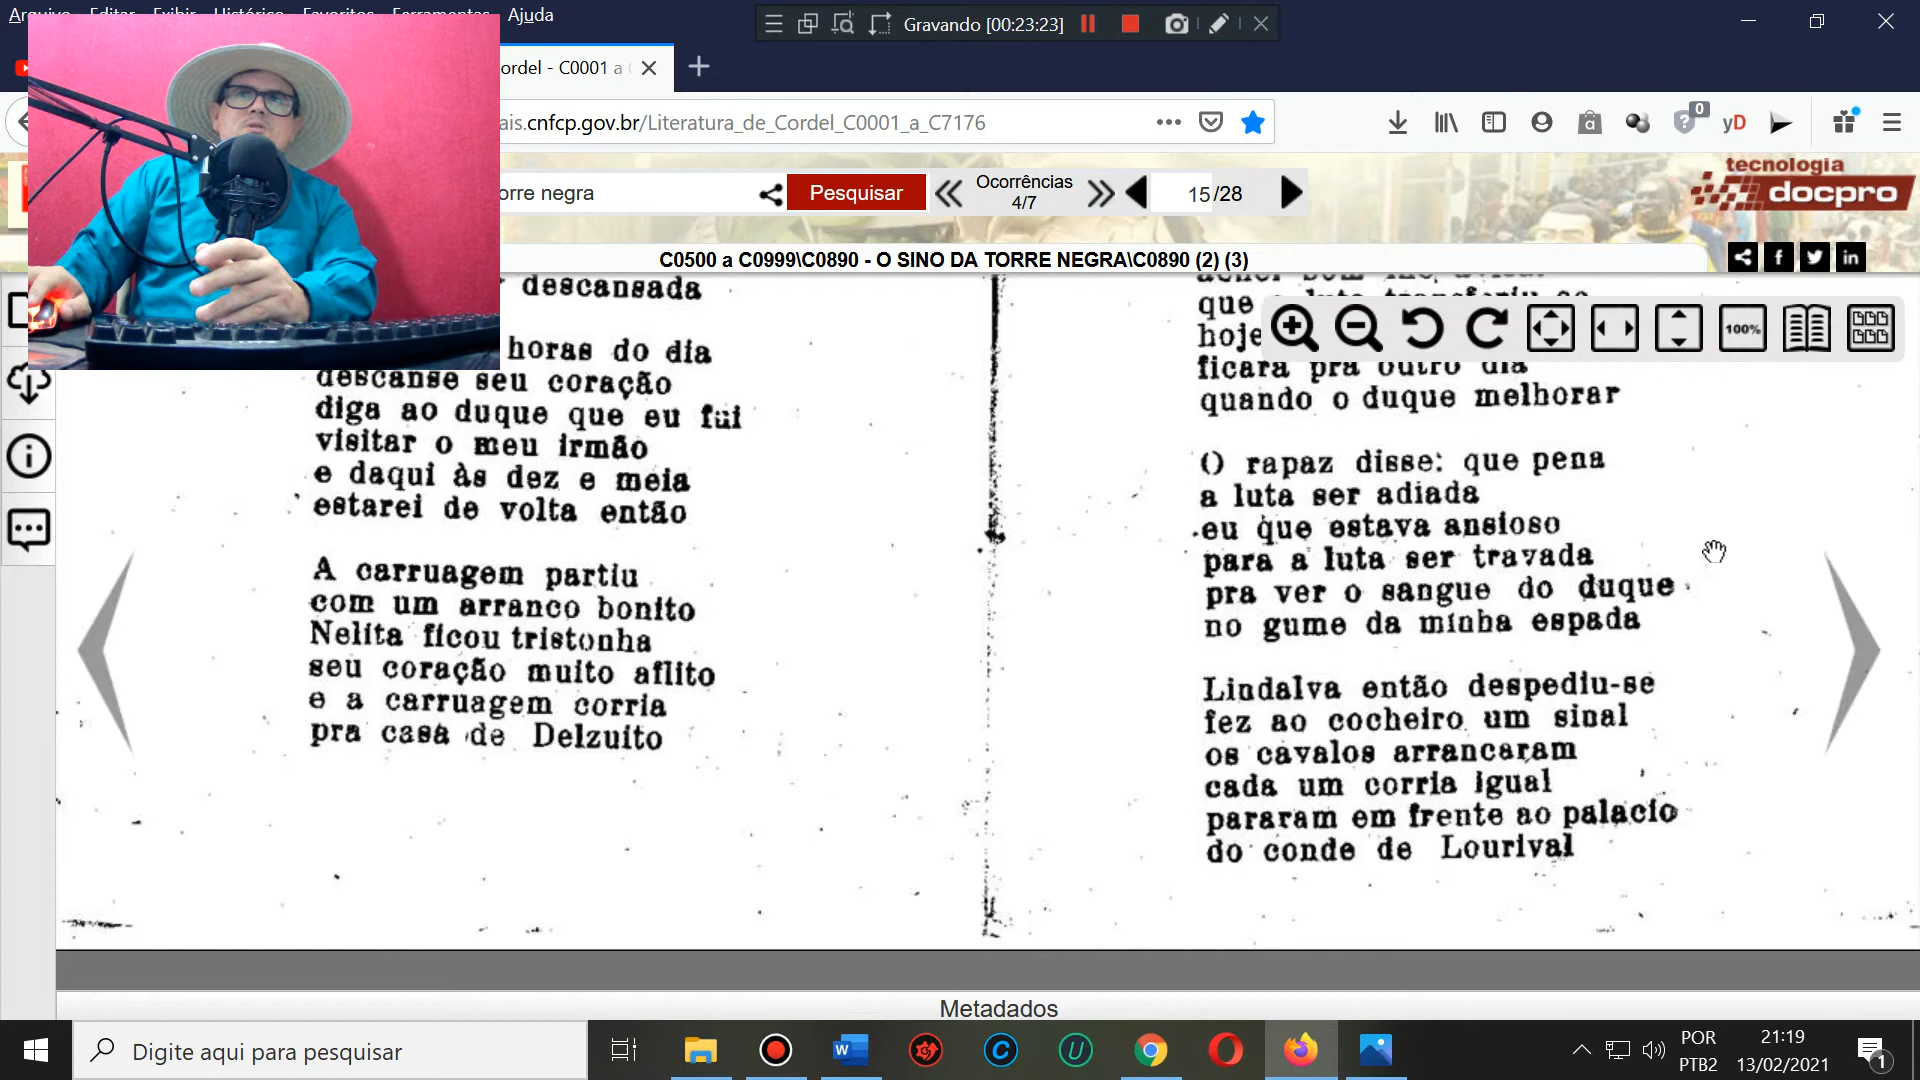 Ajuda
Gravando [00:23:23]
ordel - C0001 a
ais.cnfcp.gov.br/Literatura_de_Cordel_C0001_a_C7176
0
yD
tecnologia
docpro
orre negra
Pesquisar
Ocorrências
4/7
15 /28
C0500 a C0999\C0890 - O SINO DA TORRE NEGRA\C0890 (2) (3)
100%
descansada
horas do dia
descanse seu coração
diga ao duque que eu fui
visitar o meu irmão
e daqui às dez e meia
estarei de volta então
A carruagem partiu
com um arranco bonito
Nelita ficou tristonha
seu coração muito aflito
e a carruagem corria
pra casa de Delzuito
que
hoje
ficará pra outro dia
quando o duque melhorar
O rapaz disse: que pena
a luta ser adiada
eu que estava ansioso
para a luta ser travada
pra ver o sangue do duque
no gume da minha espada
Lindalva então despediu-se
fez ao cocheiro um sinal
os cavalos arrancaram
cada um corria igual
pararam em frente ao palacio
do conde de Lourival
Metadados
Digite aqui para pesquisar
POR
PTB2
21:19
13/02/2021
1